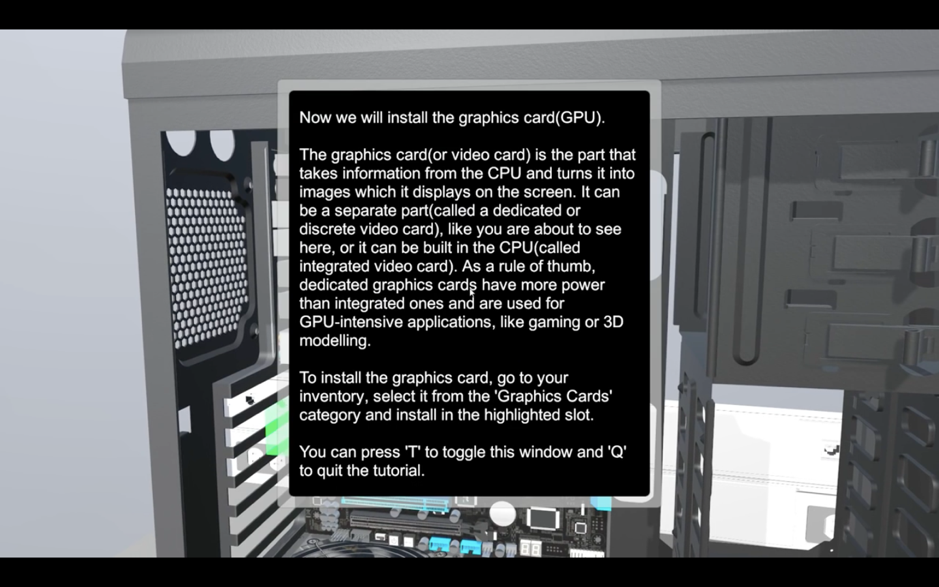 Now we will install the graphics card(GPU).
The graphics card(or video card) is the part that
takes information from the CPU and turns it into
images which it displays on the screen. It can
be a separate part(called a dedicated or
discrete video card), like you are about to see
here, or it can be built in the CPU(called
integrated video card). As a rule of thumb,
dedicated graphics cards have more power
than integrated ones and are used for
GPU-intensive applications, like gaming or 3D
modelling.
To install the graphics card, go to your
inventory, select it from the 'Graphics Cards'
category and install in the highlighted slot.
You can press 'T' to toggle this window and 'Q'
to quit the tutorial.